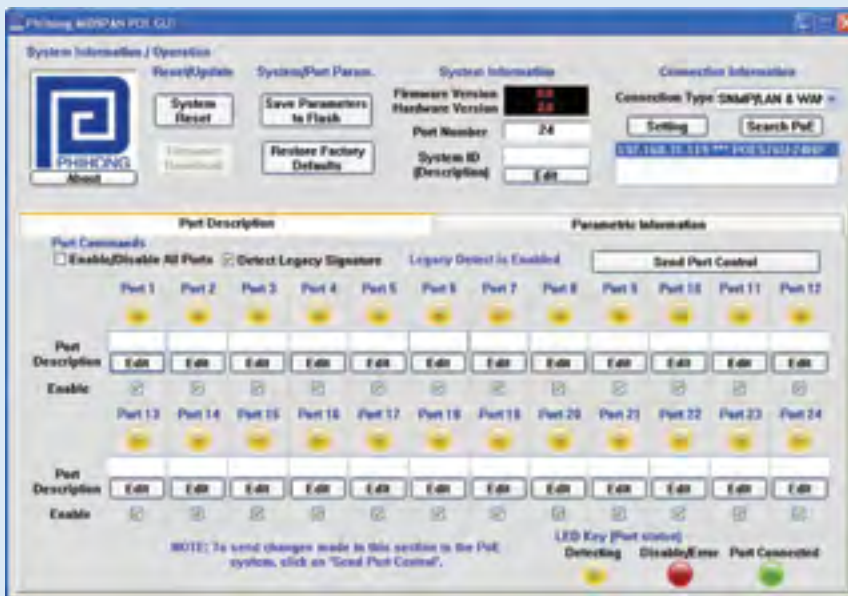 Phihong MIDSPAN POE GUI
System Information / Operation
Reset/Update
System/Port Param.
System Information
Connection Information
System Reset
Save Parameters to Flash
Firmware Version
Hardware Version
Connection Type
SNMP/LAN & WAN
Port Number
24
Setting
Search PoE
PHIHONG
About
Restore Factory Defaults
System ID (Description)
Edit
Port Description
Parametric Information
Port Commands
Enable/Disable All Ports
Detect Legacy Signature
Legacy Detect is Enabled
Send Port Control
Port 1 Port 2 Port 3 Port 4 Port 5 Port 6 Port 7 Port 8 Port 9 Port 10 Port 11 Port 12
Port Description
Edit Edit Edit Edit Edit Edit Edit Edit Edit Edit Edit Edit
Enable
Port 13 Port 14 Port 15 Port 16 Port 17 Port 18 Port 19 Port 20 Port 21 Port 22 Port 23 Port 24
Port Description
Edit Edit Edit Edit Edit Edit Edit Edit Edit Edit Edit Edit
Enable
NOTE: To send changes made in this section to the PoE
system, click on "Send Port Control".
LED Key (Port status)
Detecting
Disable/Error
Port Connected